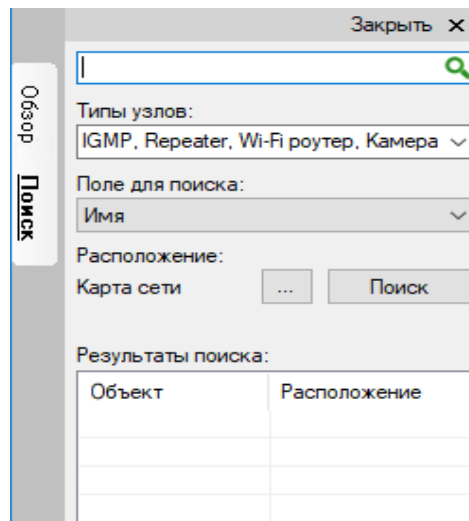 Закрыть X
Обзор
Поиск
Типы узлов:
IGMP, Repeater, Wi-Fi роутер, Камера
Поле для поиска:
Имя
Расположение:
Карта сети ... Поиск
Результаты поиска:
Объект Расположение